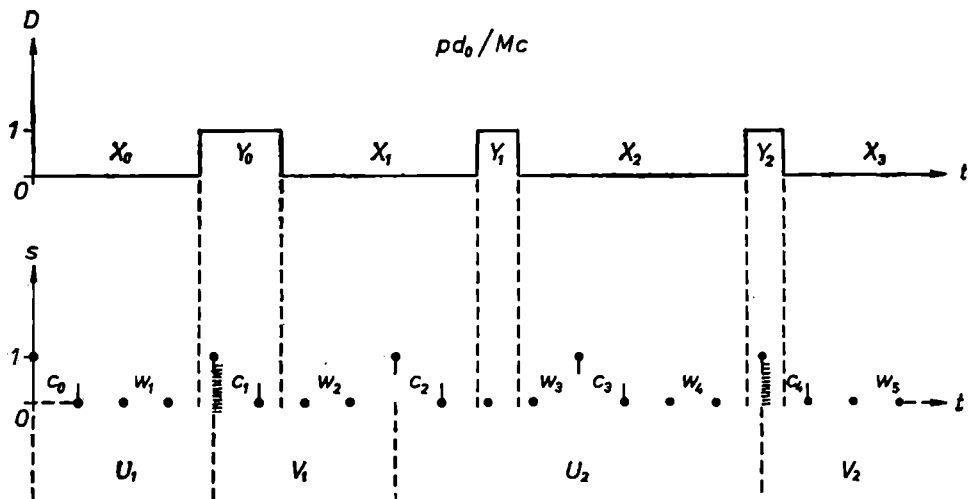 D
pd₀/Mc
1
X₀ Y₀ X₁ Y₁ X₂ Y₂ X₃
0 t
s
1
c₀ w₁ c₁ w₂ c₂ w₃ c₃ w₄ c₄ w₅
0 t
U₁ V₁ U₂ V₂